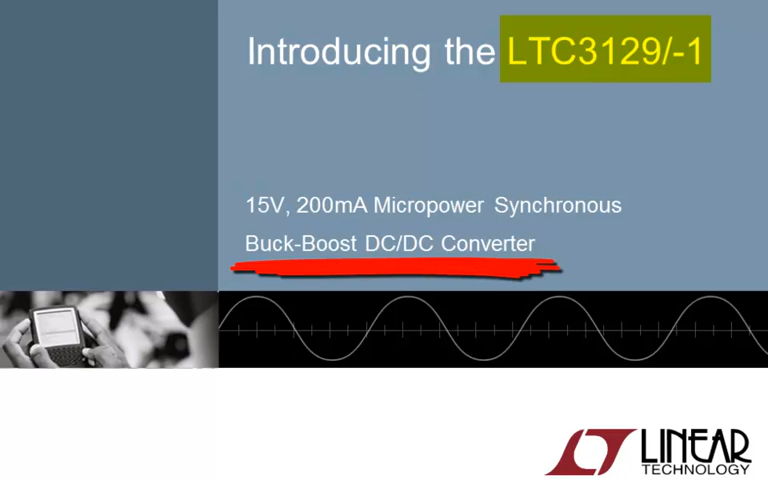 Introducing the LTC3129/-1
15V, 200mA Micropower Synchronous
Buck-Boost DC/DC Converter
LINEAR
TECHNOLOGY